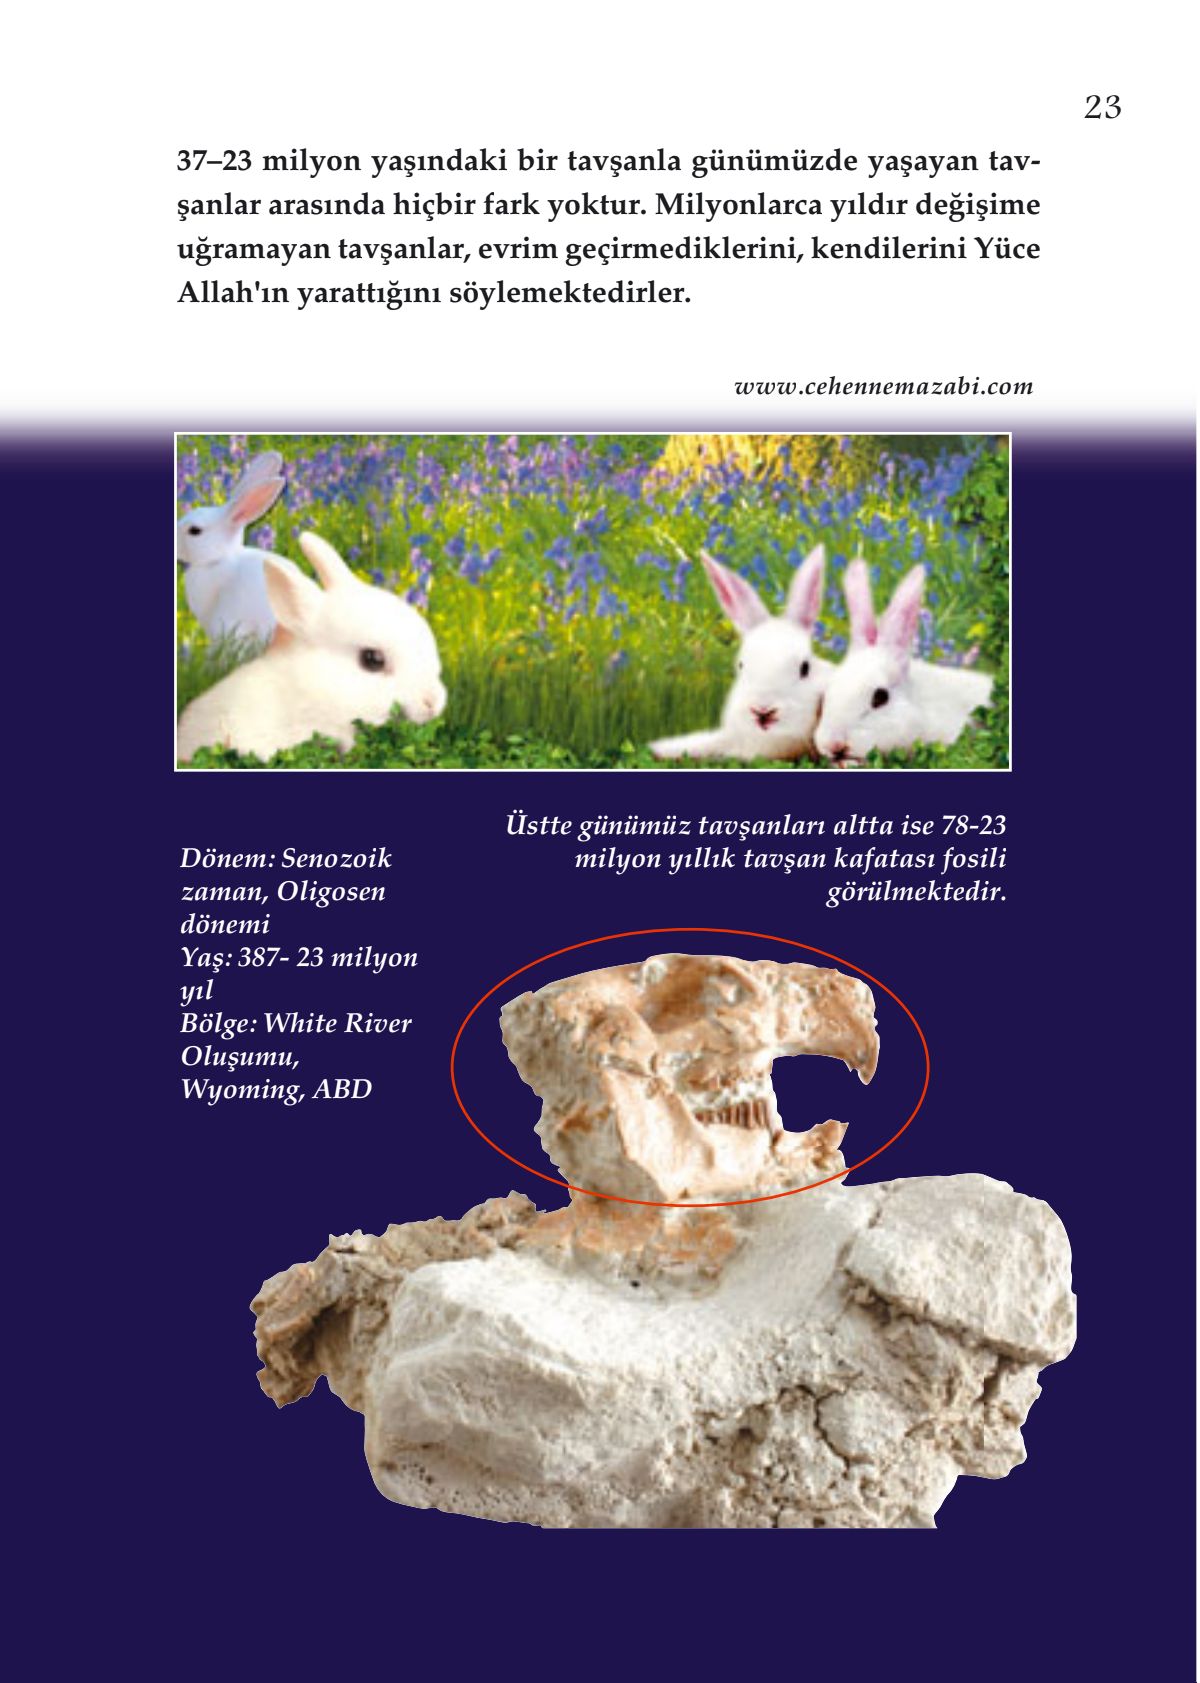 23
37–23 milyon yaşındaki bir tavşanla günümüzde yaşayan tav-
şanlar arasında hiçbir fark yoktur. Milyonlarca yıldır değişime
uğramayan tavşanlar, evrim geçirmediklerini, kendilerini Yüce
Allah'ın yarattığını söylemektedirler.
www.cehennemazabi.com
Üstte günümüz tavşanları altta ise 78-23
milyon yıllık tavşan kafatası fosili
görülmektedir.
Dönem: Senozoik
zaman, Oligosen
dönemi
Yaş: 387- 23 milyon
yıl
Bölge: White River
Oluşumu,
Wyoming, ABD